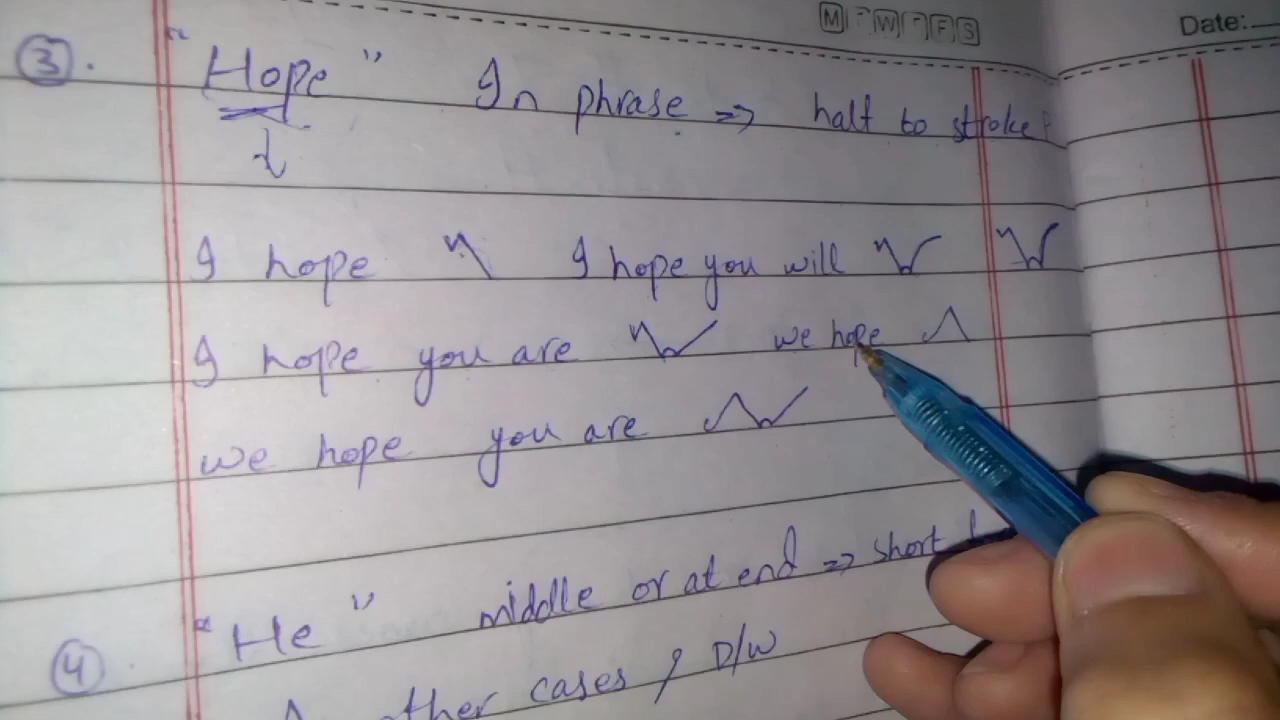 M T W T F S
Date:
3. "Hope" In phrase => half to stroke P
I hope I hope you will
I hope you are we hope
we hope you are
4. "He" middle or at end => short
other cases, D/W